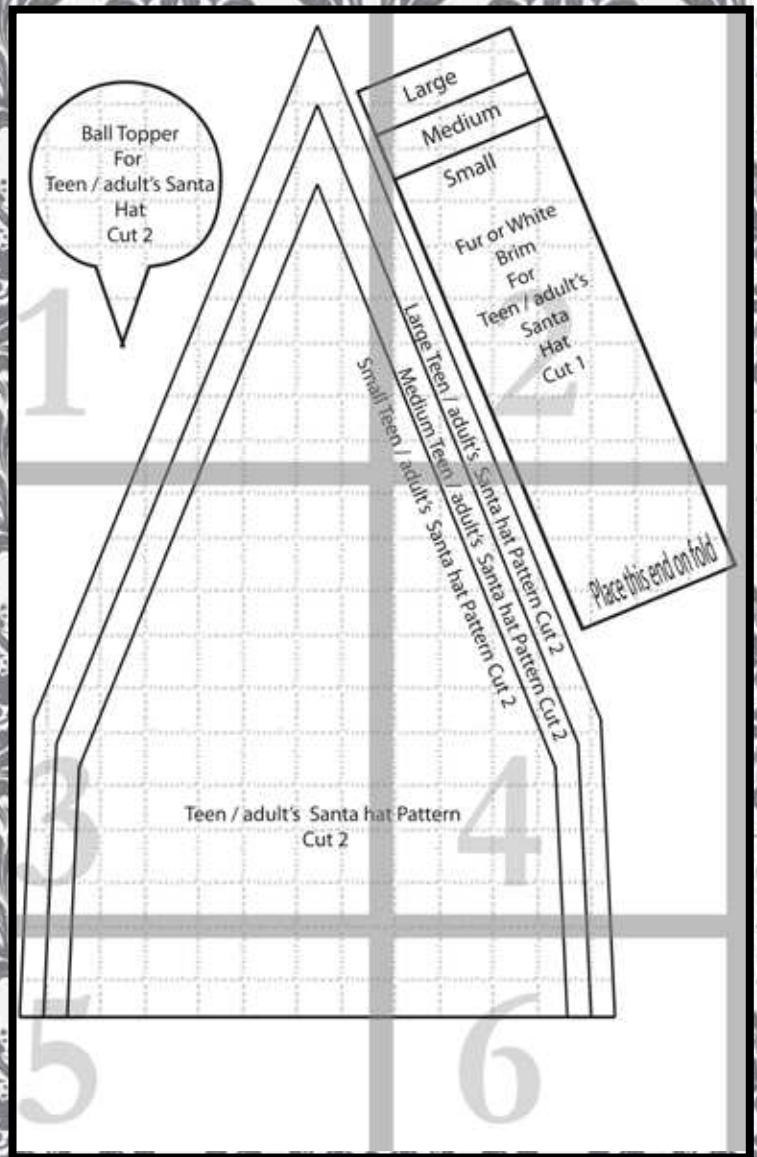 Ball Topper
For
Teen / adult's Santa
Hat
Cut 2
Large
Medium
Small
Fur or White
Brim
For
Teen / adult's
Santa
Hat
Cut 1
Place this end on fold
1
2
Large Teen / adult's Santa hat Pattern Cut 2
Medium Teen / adult's Santa hat Pattern Cut 2
Small Teen / adult's Santa hat Pattern Cut 2
3
4
Teen / adult's Santa hat Pattern
Cut 2
5
6